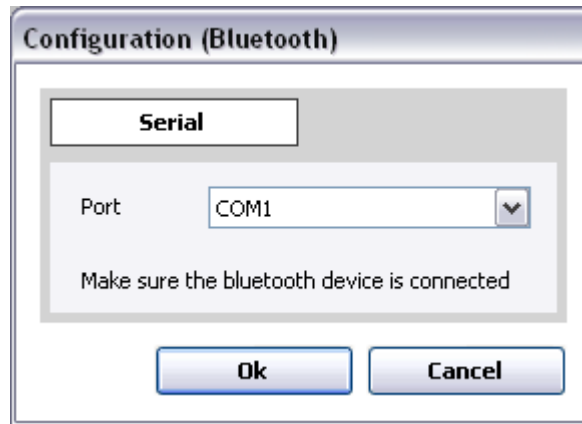 Configuration (Bluetooth)
Serial
Port COM1
Make sure the bluetooth device is connected
Ok Cancel